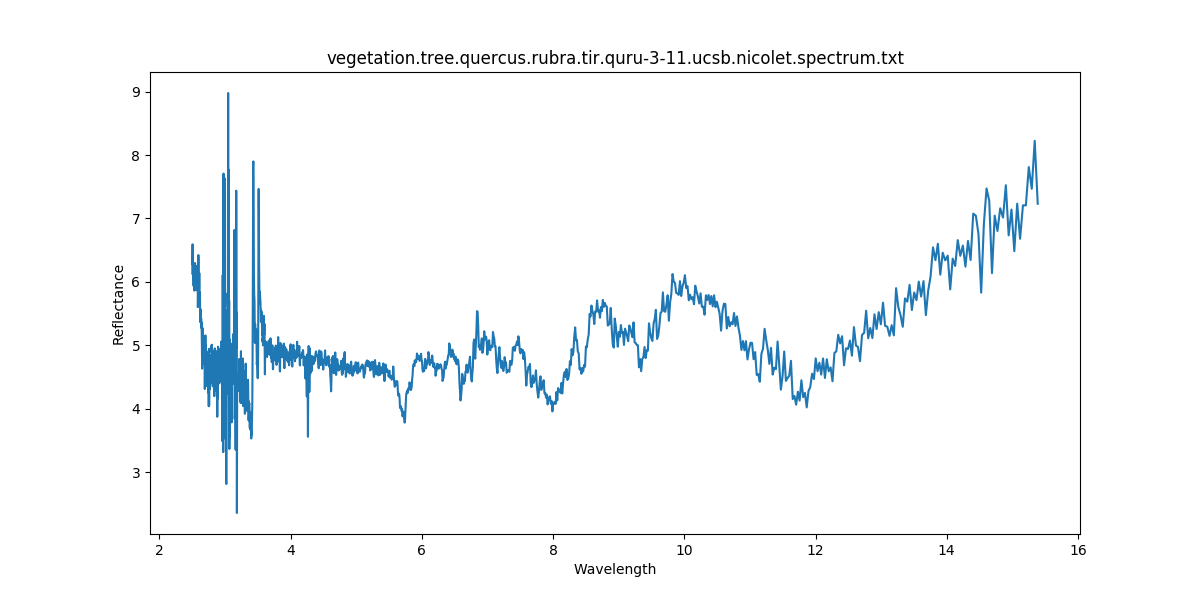 vegetation.tree.quercus.rubra.tir.quru-3-11.ucsb.nicolet.spectrum.txt
9
8
7
6
5
4
3
Reflectance
2 4 6 8 10 12 14 16
Wavelength